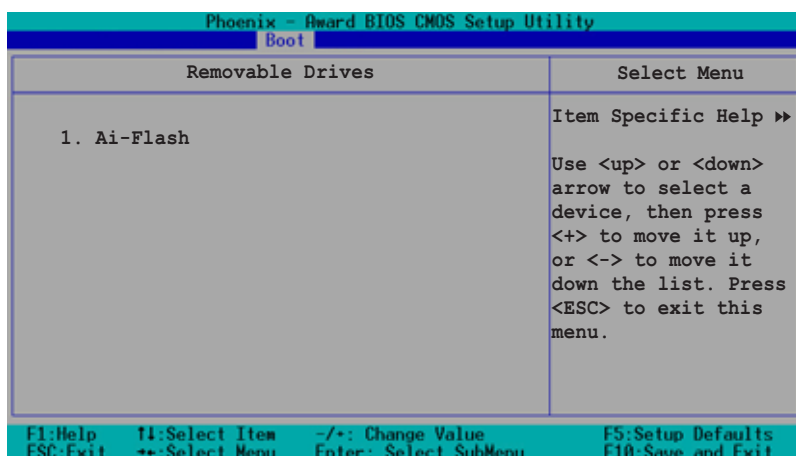 Phoenix - Award BIOS CMOS Setup Utility
Boot
Removable Drives
Select Menu
1. Ai-Flash
Item Specific Help ▸▸
Use <up> or <down>
arrow to select a
device, then press
<+> to move it up,
or <-> to move it
down the list. Press
<ESC> to exit this
menu.
F1:Help ↑↓:Select Item -/+: Change Value F5:Setup Defaults
ESC:Exit →←:Select Menu Enter: Select SubMenu F10:Save and Exit